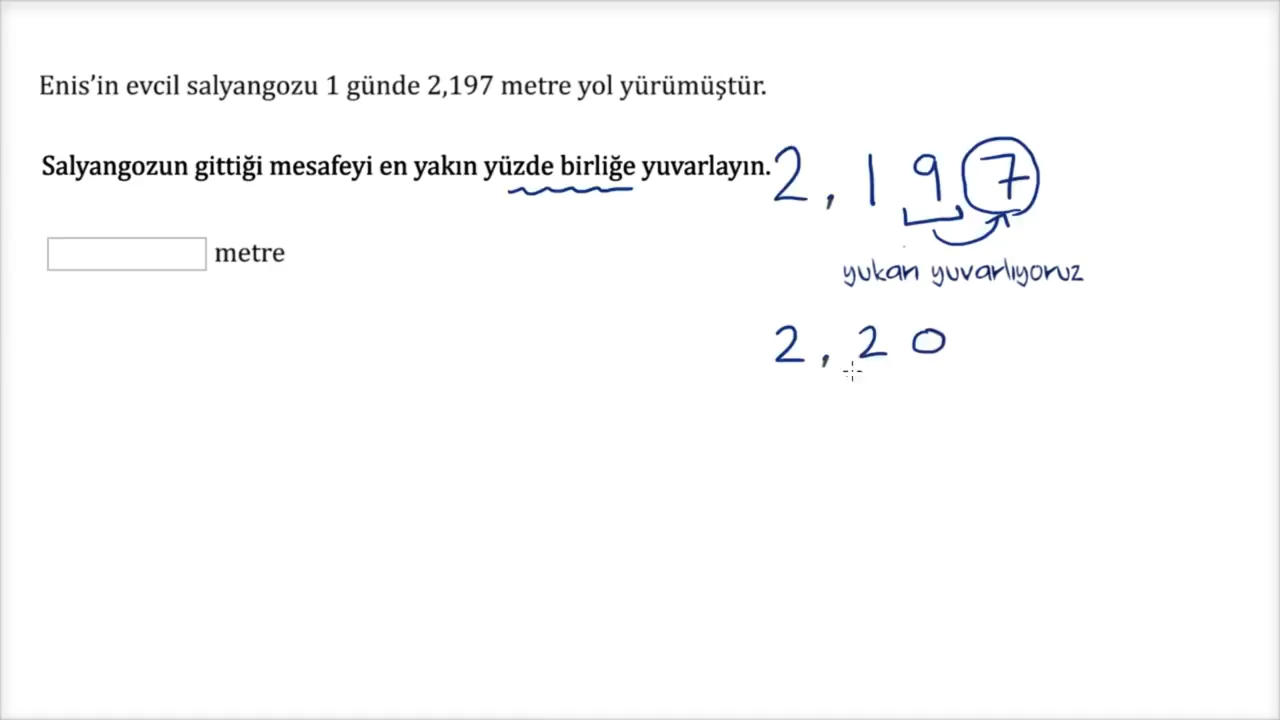 Enis’in evcil salyangozu 1 günde 2,197 metre yol yürümüştür.
Salyangozun gittiği mesafeyi en yakın yüzde birliğe yuvarlayın.
2,197
metre
yukarı yuvarlıyoruz
2,20